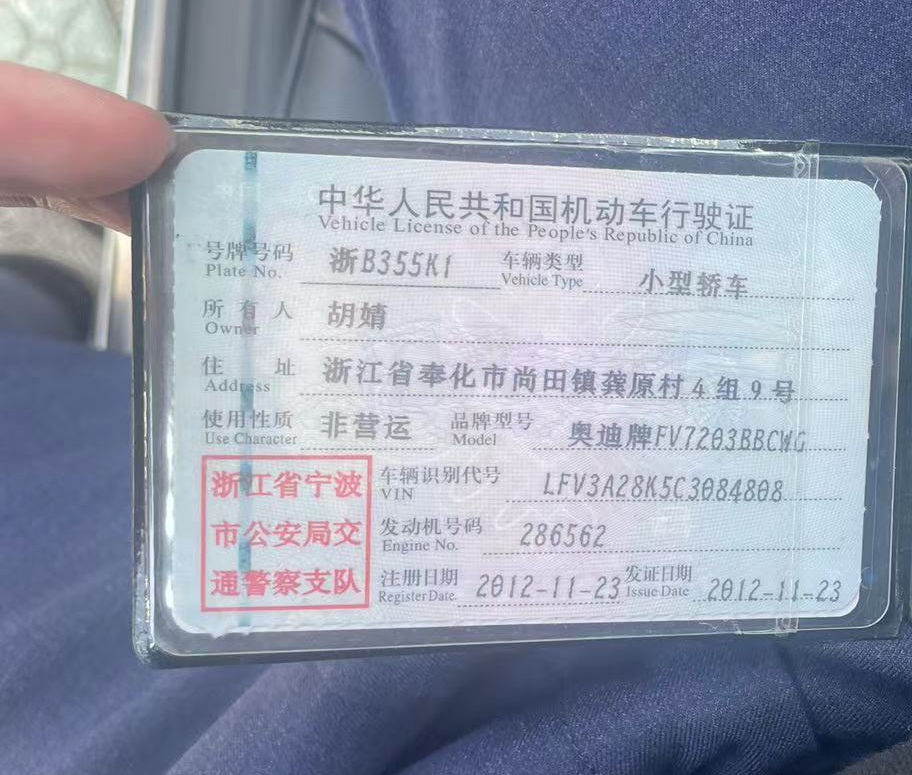 中华人民共和国机动车行驶证
Vehicle License of the People's Republic of China
号牌号码 浙B355K1 车辆类型 小型轿车
Plate No. Vehicle Type
所有人 胡婧
Owner
住址 浙江省奉化市尚田镇龚原村4组9号
Address
使用性质 非营运 品牌型号 奥迪牌FV7203BBCWG
Use Character Model
浙江省宁波
市公安局交
通警察支队
车辆识别代号 LFV3A28K5C3084808
VIN
发动机号码 286562
Engine No.
注册日期 2012-11-23 发证日期 2012-11-23
Register Date Issue Date